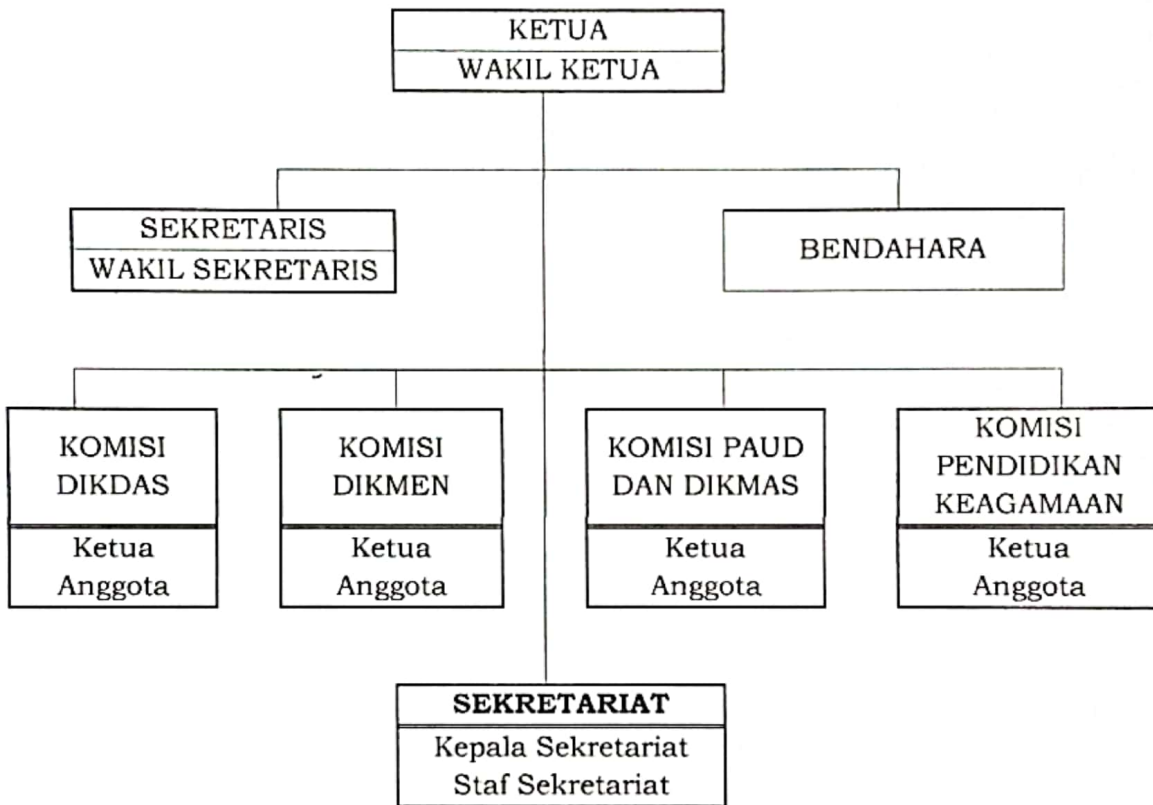 KETUA
WAKIL KETUA
SEKRETARIS
WAKIL SEKRETARIS
BENDAHARA
KOMISI
DIKDAS
Ketua
Anggota
KOMISI
DIKMEN
Ketua
Anggota
KOMISI PAUD
DAN DIKMAS
Ketua
Anggota
KOMISI
PENDIDIKAN
KEAGAMAAN
Ketua
Anggota
SEKRETARIAT
Kepala Sekretariat
Staf Sekretariat